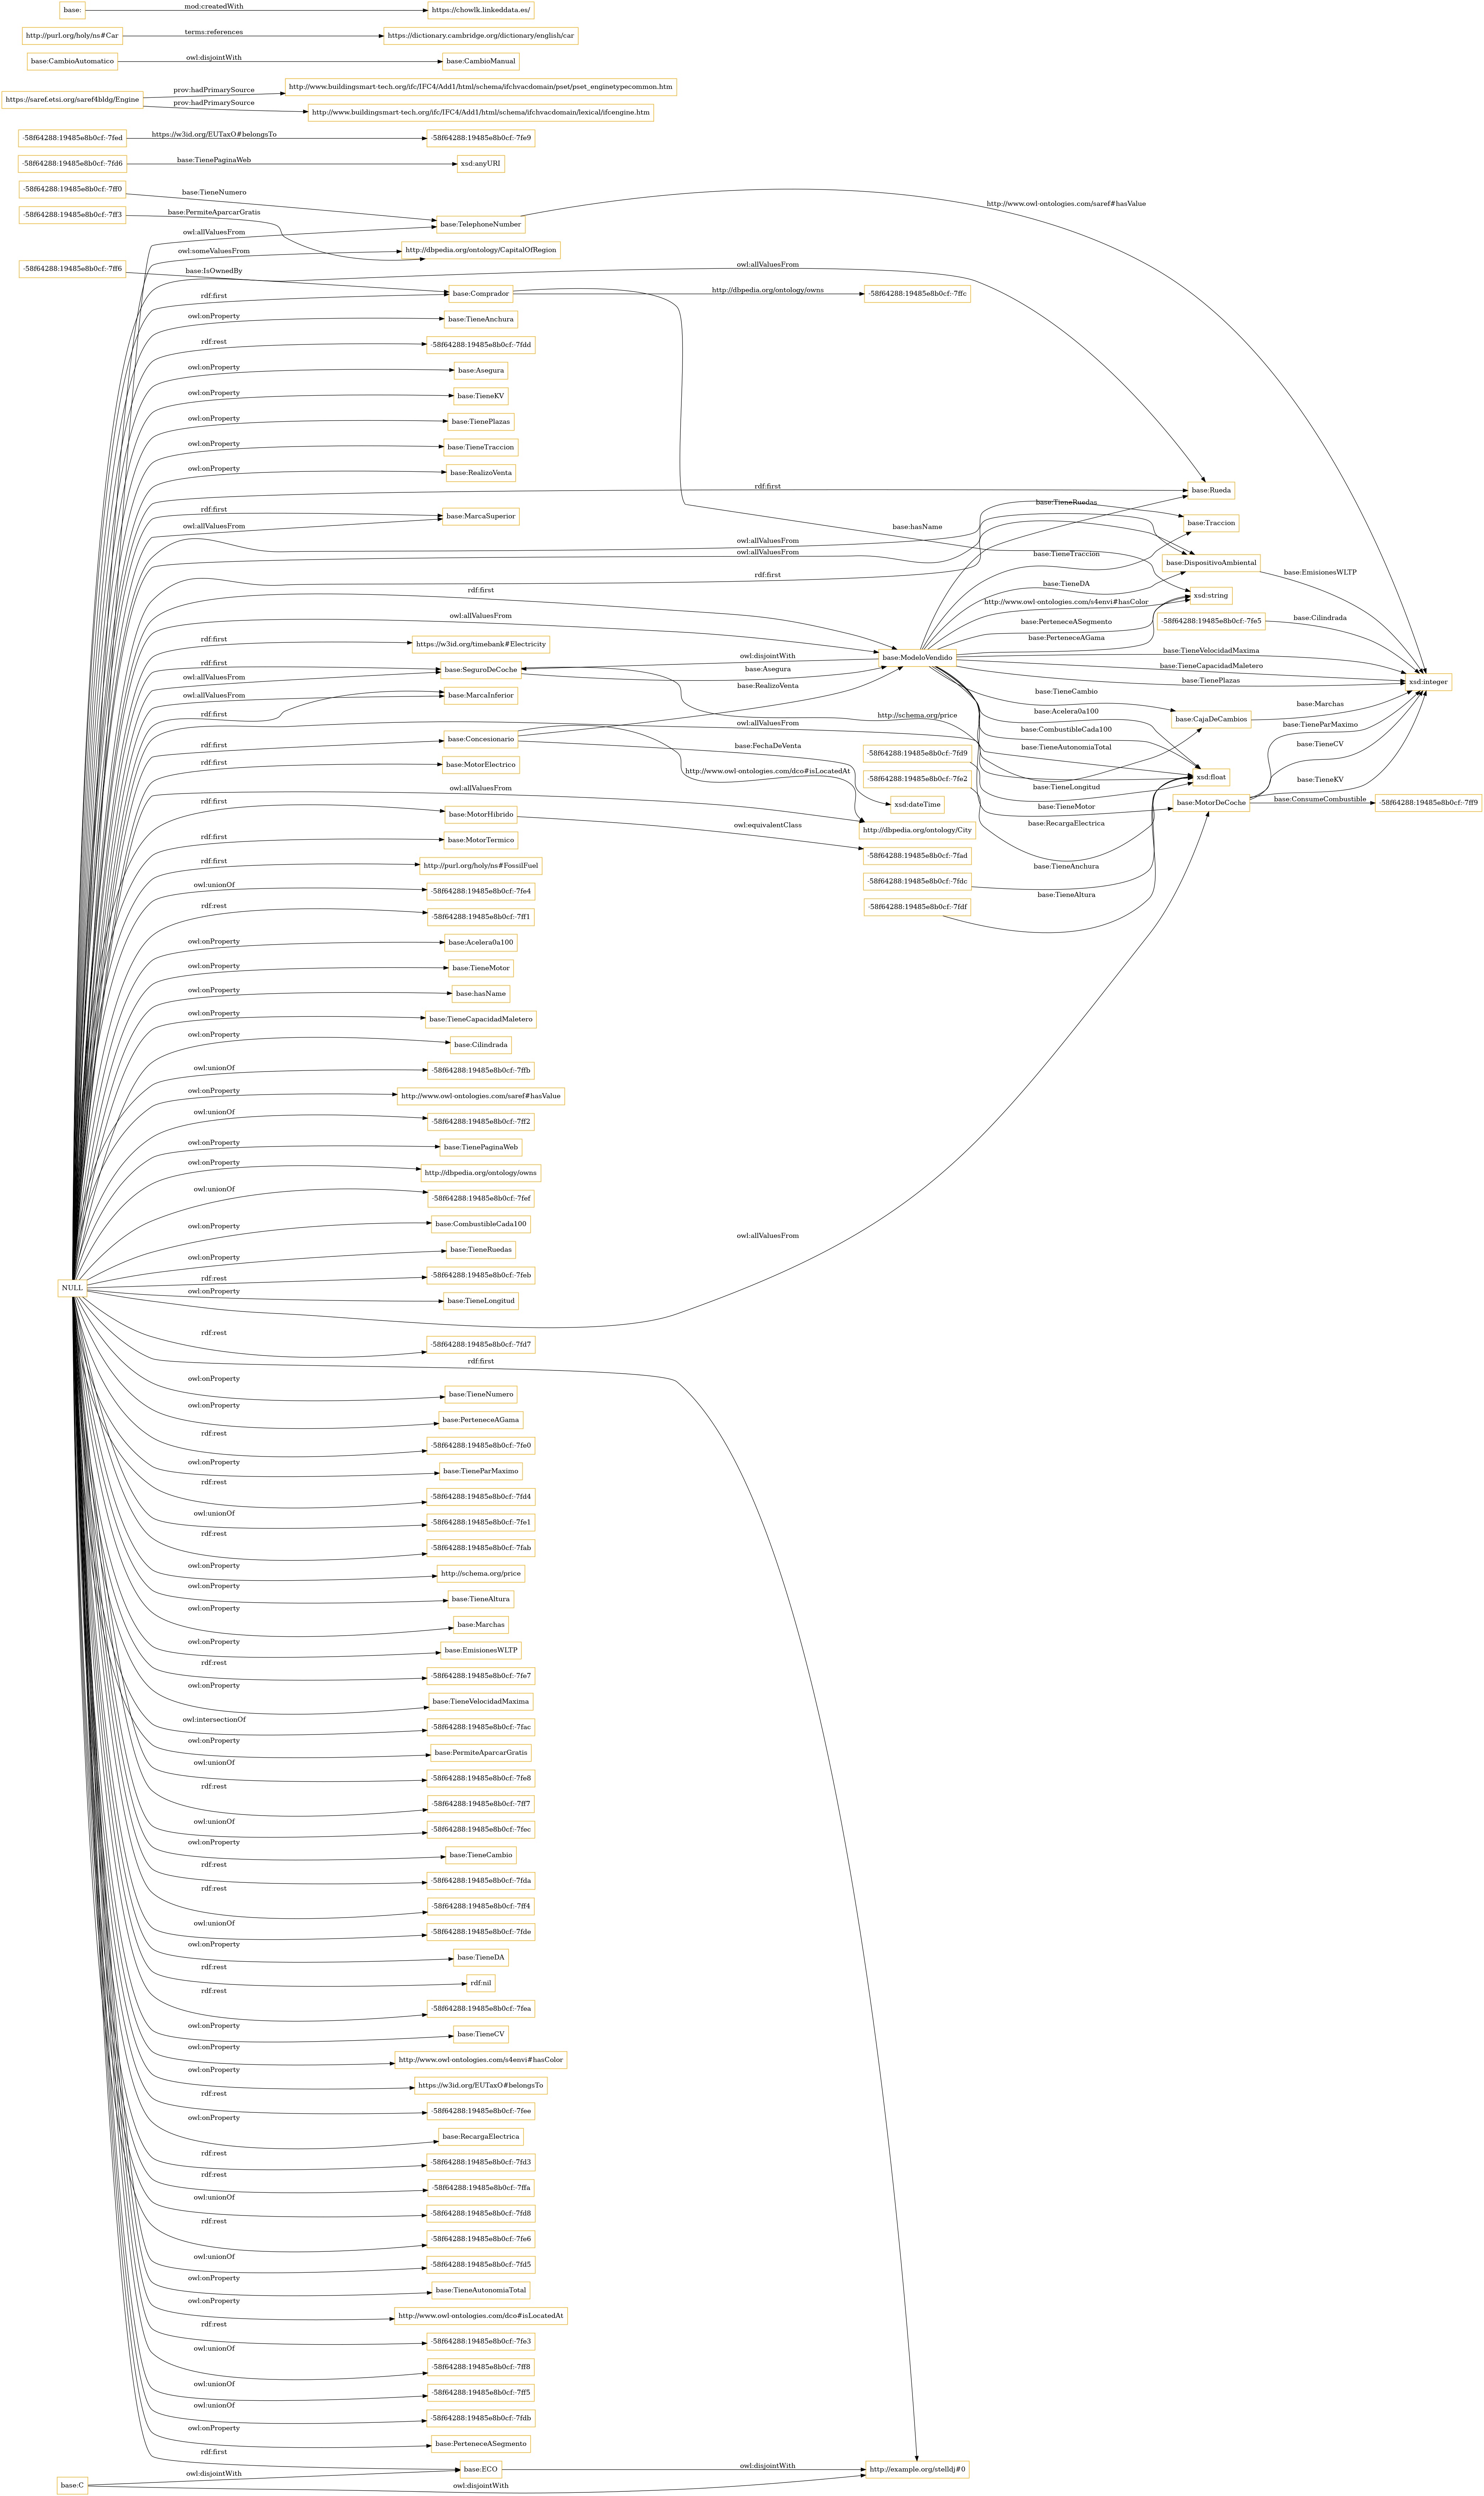 base:
mod:createdWith
https://chowlk.linkeddata.es/
http://purl.org/holy/ns#Car
terms:references
https://dictionary.cambridge.org/dictionary/english/car
base:CambioAutomatico
owl:disjointWith
base:CambioManual
https://saref.etsi.org/saref4bldg/Engine
prov:hadPrimarySource
http://www.buildingsmart-tech.org/ifc/IFC4/Add1/html/schema/ifchvacdomain/pset/pset_enginetypecommon.htm
prov:hadPrimarySource
http://www.buildingsmart-tech.org/ifc/IFC4/Add1/html/schema/ifchvacdomain/lexical/ifcengine.htm
-58f64288:19485e8b0cf:-7fed
https://w3id.org/EUTaxO#belongsTo
-58f64288:19485e8b0cf:-7fe9
-58f64288:19485e8b0cf:-7fd6
base:TienePaginaWeb
xsd:anyURI
-58f64288:19485e8b0cf:-7ff0
base:TieneNumero
base:TelephoneNumber
http://www.owl-ontologies.com/saref#hasValue
-58f64288:19485e8b0cf:-7ff3
base:PermiteAparcarGratis
owl:allValuesFrom
owl:someValuesFrom
http://dbpedia.org/ontology/CapitalOfRegion
-58f64288:19485e8b0cf:-7ff6
base:IsOwnedBy
owl:allValuesFrom
rdf:first
base:Comprador
http://dbpedia.org/ontology/owns
-58f64288:19485e8b0cf:-7ffc
owl:onProperty
base:TieneAnchura
rdf:rest
-58f64288:19485e8b0cf:-7fdd
owl:onProperty
base:Asegura
owl:onProperty
base:TieneKV
owl:onProperty
base:TienePlazas
owl:onProperty
base:TieneTraccion
owl:onProperty
base:RealizoVenta
rdf:first
base:Rueda
rdf:first
base:MarcaSuperior
owl:allValuesFrom
base:hasName
base:TieneRuedas
base:Traccion
owl:allValuesFrom
owl:allValuesFrom
base:TieneTraccion
base:DispositivoAmbiental
base:EmisionesWLTP
rdf:first
base:TieneDA
rdf:first
http://www.owl-ontologies.com/s4envi#hasColor
xsd:string
owl:allValuesFrom
base:PerteneceASegmento
-58f64288:19485e8b0cf:-7fe5
base:Cilindrada
rdf:first
https://w3id.org/timebank#Electricity
base:PerteneceAGama
owl:disjointWith
base:ModeloVendido
base:TieneVelocidadMaxima
rdf:first
base:SeguroDeCoche
base:Asegura
base:TieneCapacidadMaletero
xsd:integer
owl:allValuesFrom
base:RealizoVenta
base:TienePlazas
owl:allValuesFrom
base:MarcaInferior
base:TieneCambio
rdf:first
http://schema.org/price
base:Acelera0a100
base:CajaDeCambios
base:Marchas
owl:allValuesFrom
base:CombustibleCada100
base:TieneParMaximo
rdf:first
base:Concesionario
base:FechaDeVenta
-58f64288:19485e8b0cf:-7fd9
base:TieneAutonomiaTotal
base:TieneCV
rdf:first
base:MotorElectrico
http://www.owl-ontologies.com/dco#isLocatedAt
-58f64288:19485e8b0cf:-7fe2
base:TieneLongitud
xsd:float
base:TieneKV
owl:allValuesFrom
xsd:dateTime
base:TieneMotor
base:MotorDeCoche
base:ConsumeCombustible
-58f64288:19485e8b0cf:-7ff9
rdf:first
base:MotorHibrido
owl:equivalentClass
http://dbpedia.org/ontology/City
base:RecargaElectrica
rdf:first
base:MotorTermico
-58f64288:19485e8b0cf:-7fad
rdf:first
http://purl.org/holy/ns#FossilFuel
base:TieneAnchura
-58f64288:19485e8b0cf:-7fdc
owl:unionOf
-58f64288:19485e8b0cf:-7fe4
base:TieneAltura
-58f64288:19485e8b0cf:-7fdf
rdf:rest
-58f64288:19485e8b0cf:-7ff1
owl:onProperty
base:Acelera0a100
owl:onProperty
base:TieneMotor
owl:onProperty
base:hasName
owl:onProperty
base:TieneCapacidadMaletero
owl:onProperty
base:Cilindrada
owl:unionOf
-58f64288:19485e8b0cf:-7ffb
owl:onProperty
http://www.owl-ontologies.com/saref#hasValue
owl:unionOf
-58f64288:19485e8b0cf:-7ff2
owl:onProperty
base:TienePaginaWeb
owl:onProperty
http://dbpedia.org/ontology/owns
owl:unionOf
-58f64288:19485e8b0cf:-7fef
owl:onProperty
base:CombustibleCada100
owl:allValuesFrom
owl:onProperty
base:TieneRuedas
rdf:rest
-58f64288:19485e8b0cf:-7feb
NULL
owl:onProperty
base:TieneLongitud
rdf:rest
-58f64288:19485e8b0cf:-7fd7
rdf:first
owl:onProperty
base:TieneNumero
owl:onProperty
base:PerteneceAGama
rdf:rest
-58f64288:19485e8b0cf:-7fe0
owl:onProperty
base:TieneParMaximo
rdf:rest
-58f64288:19485e8b0cf:-7fd4
owl:unionOf
-58f64288:19485e8b0cf:-7fe1
rdf:rest
-58f64288:19485e8b0cf:-7fab
owl:onProperty
http://schema.org/price
owl:onProperty
base:TieneAltura
owl:onProperty
base:Marchas
owl:onProperty
base:EmisionesWLTP
rdf:rest
-58f64288:19485e8b0cf:-7fe7
owl:onProperty
base:TieneVelocidadMaxima
owl:intersectionOf
-58f64288:19485e8b0cf:-7fac
owl:onProperty
base:PermiteAparcarGratis
owl:unionOf
-58f64288:19485e8b0cf:-7fe8
rdf:rest
-58f64288:19485e8b0cf:-7ff7
owl:unionOf
-58f64288:19485e8b0cf:-7fec
owl:onProperty
base:TieneCambio
rdf:rest
-58f64288:19485e8b0cf:-7fda
rdf:rest
-58f64288:19485e8b0cf:-7ff4
owl:unionOf
-58f64288:19485e8b0cf:-7fde
owl:onProperty
base:TieneDA
rdf:rest
rdf:nil
rdf:rest
-58f64288:19485e8b0cf:-7fea
owl:onProperty
base:TieneCV
owl:onProperty
http://www.owl-ontologies.com/s4envi#hasColor
owl:onProperty
https://w3id.org/EUTaxO#belongsTo
rdf:rest
-58f64288:19485e8b0cf:-7fee
owl:onProperty
base:RecargaElectrica
rdf:rest
-58f64288:19485e8b0cf:-7fd3
rdf:rest
-58f64288:19485e8b0cf:-7ffa
owl:unionOf
-58f64288:19485e8b0cf:-7fd8
rdf:rest
-58f64288:19485e8b0cf:-7fe6
owl:unionOf
-58f64288:19485e8b0cf:-7fd5
owl:onProperty
base:TieneAutonomiaTotal
owl:onProperty
http://www.owl-ontologies.com/dco#isLocatedAt
rdf:rest
-58f64288:19485e8b0cf:-7fe3
owl:unionOf
-58f64288:19485e8b0cf:-7ff8
owl:unionOf
-58f64288:19485e8b0cf:-7ff5
owl:unionOf
-58f64288:19485e8b0cf:-7fdb
owl:onProperty
base:PerteneceASegmento
rdf:first
base:ECO
owl:disjointWith
http://example.org/stelldj#0
base:C
owl:disjointWith
owl:disjointWith